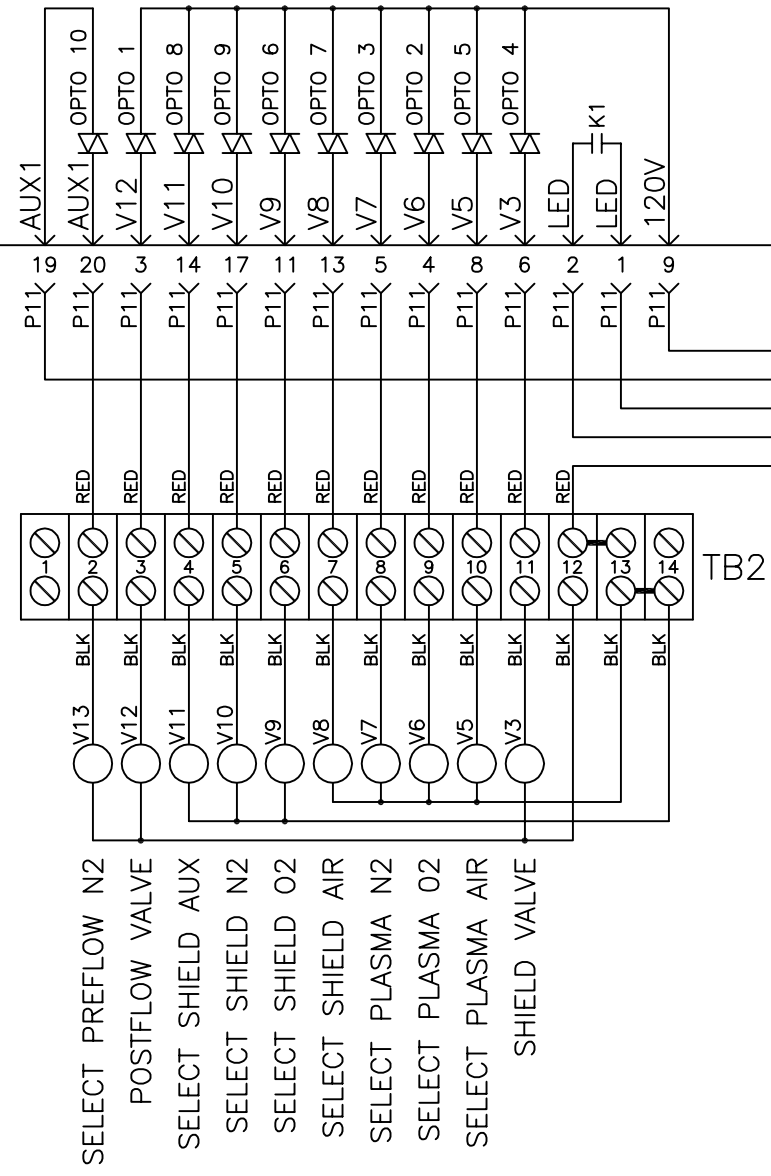 OPTO 10
OPTO 1
OPTO 8
OPTO 9
OPTO 6
OPTO 7
OPTO 3
OPTO 2
OPTO 5
OPTO 4
K1
AUX1
AUX1
V12
V11
V10
V9
V8
V7
V6
V5
V3
LED
LED
120V
19 20 3 14 17 11 13 5 4 8 6 2 1 9
P11
P11
P11
P11
P11
P11
P11
P11
P11
P11
P11
P11
P11
P11
RED
RED
RED
RED
RED
RED
RED
RED
RED
RED
RED
1 2 3 4 5 6 7 8 9 10 11 12 13 14
TB2
BLK
BLK
BLK
BLK
BLK
BLK
BLK
BLK
BLK
BLK
BLK
BLK
BLK
V13
V12
V11
V10
V9
V8
V7
V6
V5
V3
SELECT PREFLOW N2
POSTFLOW VALVE
SELECT SHIELD AUX
SELECT SHIELD N2
SELECT SHIELD O2
SELECT SHIELD AIR
SELECT PLASMA N2
SELECT PLASMA O2
SELECT PLASMA AIR
SHIELD VALVE